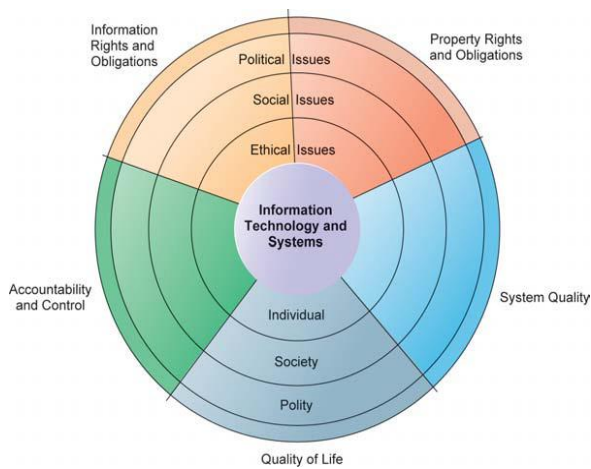 Information
Rights and
Obligations
Property Rights
and Obligations
Political Issues
Social Issues
Ethical Issues
Information
Technology and
Systems
Accountability
and Control
System Quality
Individual
Society
Polity
Quality of Life